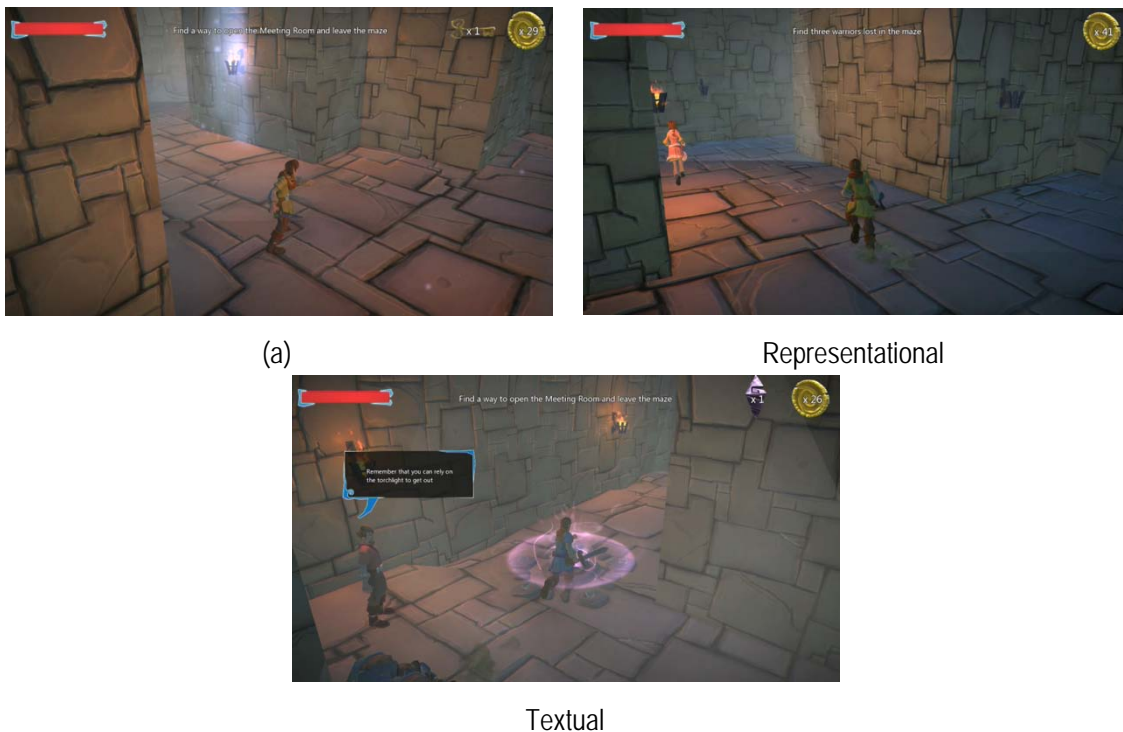 Find a way to open the Meeting Room and leave the maze
x 1
x 29
Find three warriors lost in the maze
x 41
(a)
Representational
Find a way to open the Meeting Room and leave the maze
x 1
x 26
Remember that you can rely on
the torchlight to get out
Textual